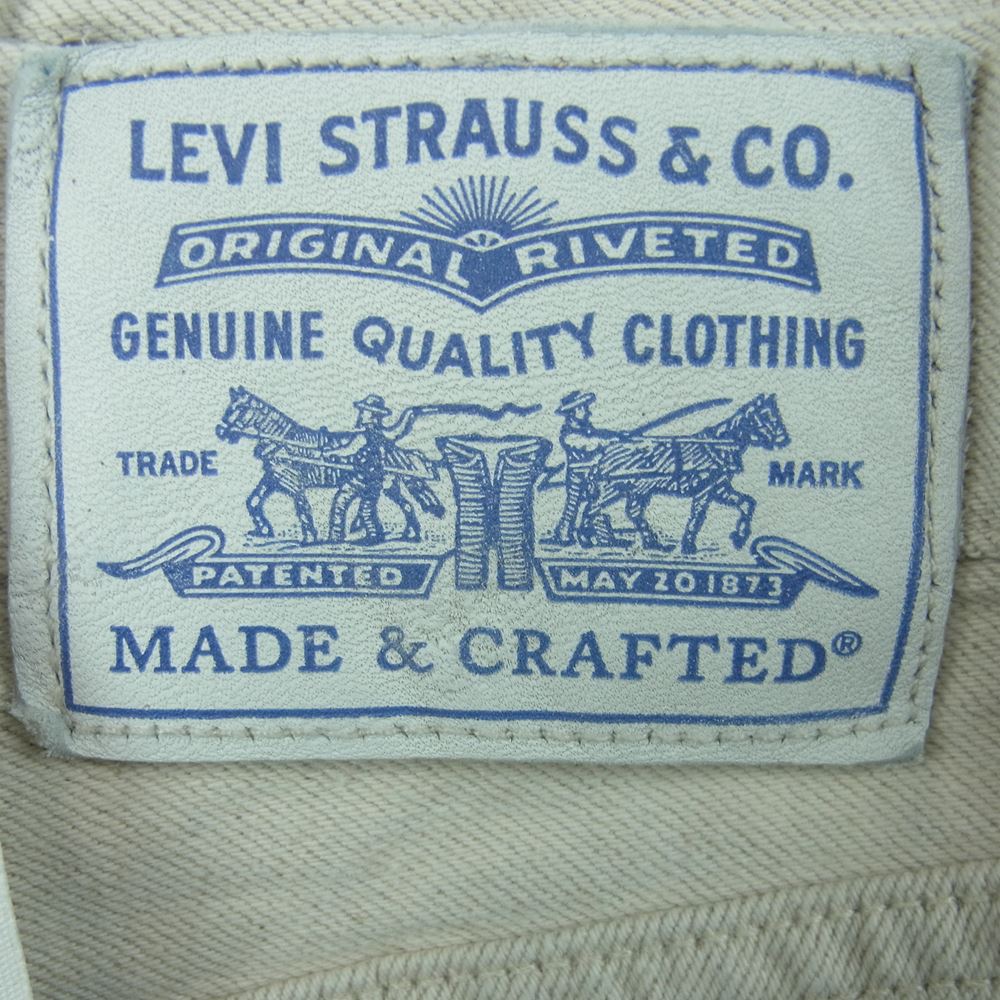 LEVI STRAUSS & CO.
ORIGINAL RIVETED
GENUINE QUALITY CLOTHING
TRADE MARK
PATENTED MAY 20 1873
MADE & CRAFTED®